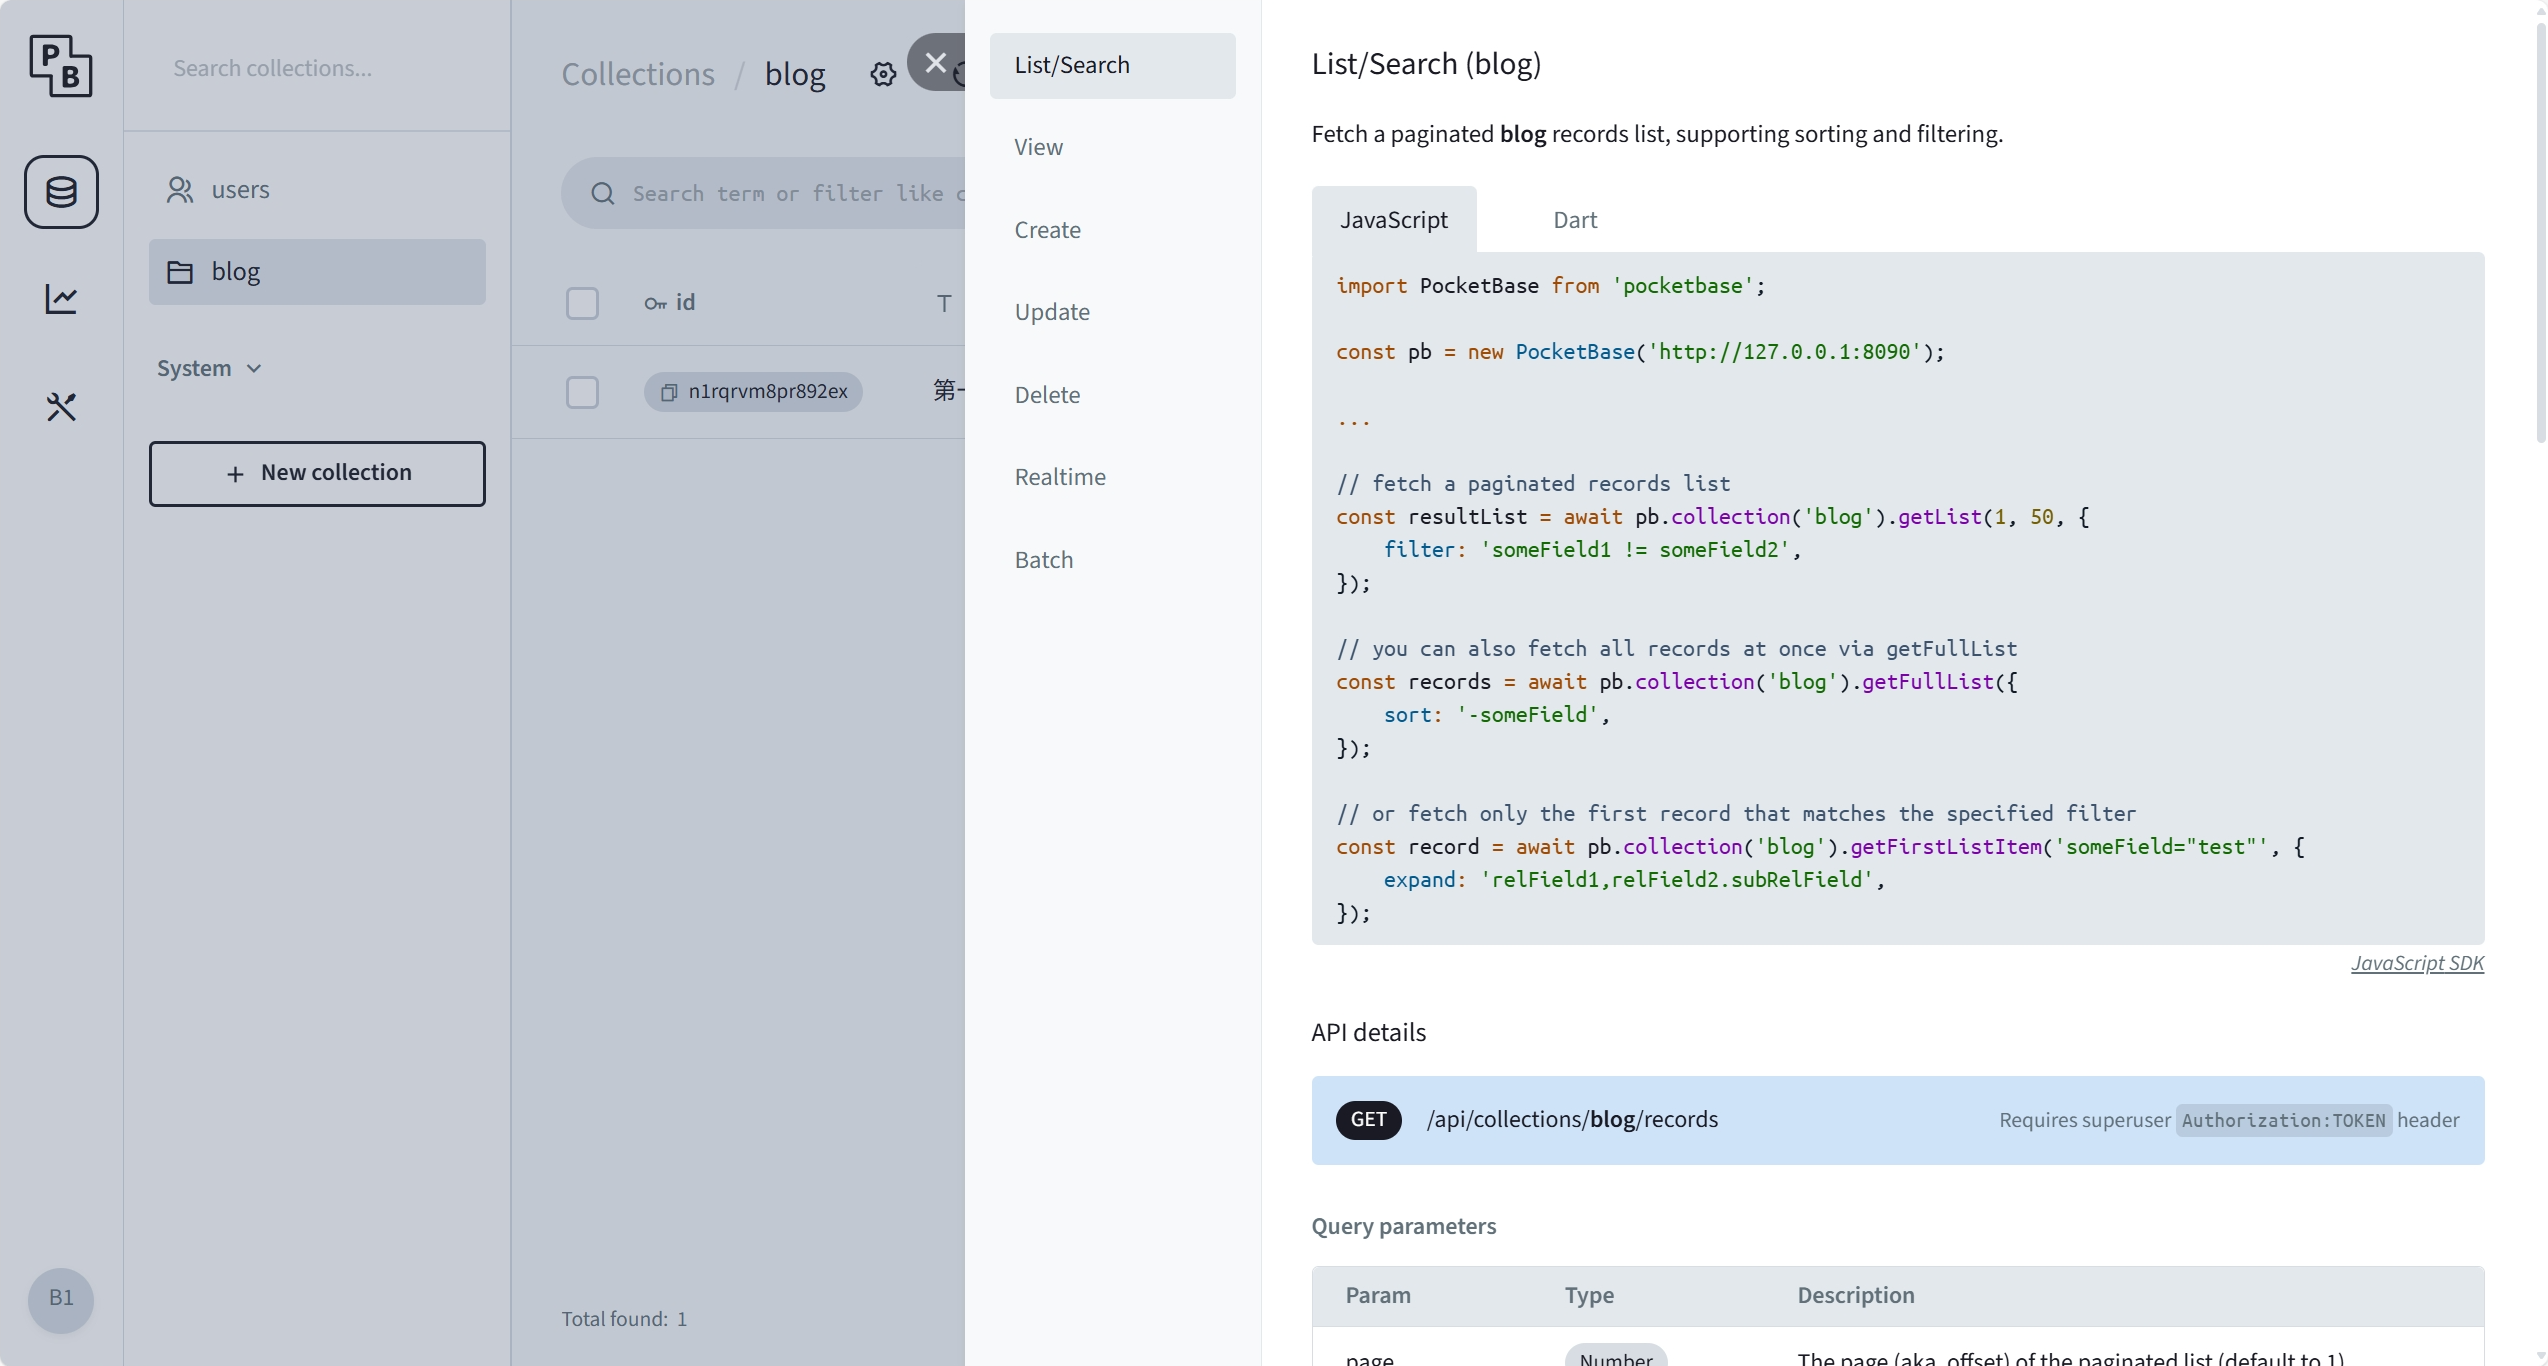 P
B
Search collections...
users
blog
System
+ New collection
B1
Collections / blog
Search term or filter like
id
T
n1rqrvm8pr892ex
第一
Total found: 1
List/Search
View
Create
Update
Delete
Realtime
Batch
List/Search (blog)
Fetch a paginated blog records list, supporting sorting and filtering.
JavaScript
Dart
import PocketBase from 'pocketbase';
const pb = new PocketBase('http://127.0.0.1:8090');
...
// fetch a paginated records list
const resultList = await pb.collection('blog').getList(1, 50, {
    filter: 'someField1 != someField2',
});
// you can also fetch all records at once via getFullList
const records = await pb.collection('blog').getFullList({
    sort: '-someField',
});
// or fetch only the first record that matches the specified filter
const record = await pb.collection('blog').getFirstListItem('someField="test"', {
    expand: 'relField1,relField2.subRelField',
});
JavaScript SDK
API details
GET /api/collections/blog/records Requires superuser Authorization:TOKEN header
Query parameters
Param Type Description
page Number The page (aka. offset) of the paginated list (default to 1).